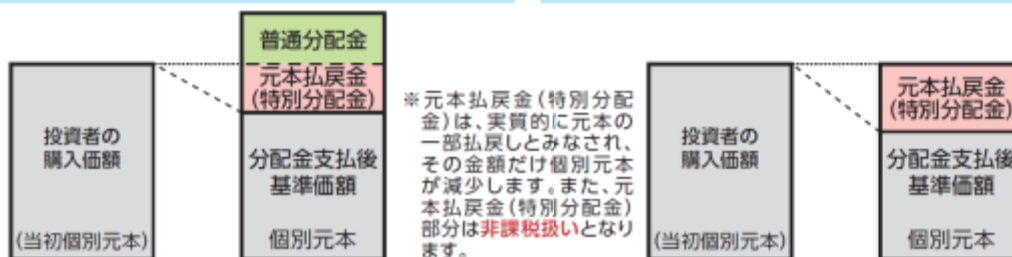 普通分配金
元本払戻金
(特別分配金)
投資者の
購入価額
(当初個別元本)
分配金支払後
基準価額
個別元本
※元本払戻金(特別分配
金)は、実質的に元本の
一部払戻しとみなされ、
その金額だけ個別元本
が減少します。また、元
本払戻金(特別分配金)
部分は非課税扱いとなり
ます。
投資者の
購入価額
(当初個別元本)
元本払戻金
(特別分配金)
分配金支払後
基準価額
個別元本